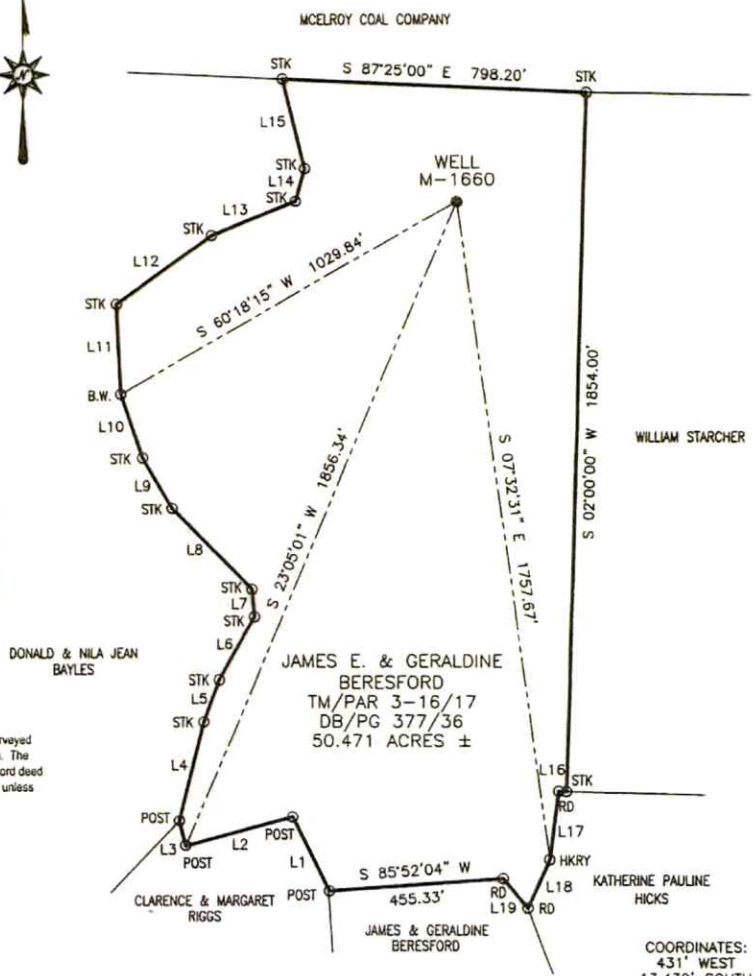 MCELROY COAL COMPANY
N
STK
S 87°25'00" E 798.20'
STK
L15
STK
WELL
M-1660
L14
STK
L13
STK
L12
S 60°18'15" W 1029.84'
STK
L11
B.W.
S 02°00'00" W 1854.00'
WILLIAM STARCHER
L10
STK
S 23°05'01" W 1856.34'
S 07°32'31" E 1757.67'
L9
STK
L8
STK
L7
STK
DONALD & NILA JEAN
BAYLES
L6
JAMES E. & GERALDINE
BERESFORD
TM/PAR 3-16/17
DB/PG 377/36
50.471 ACRES ±
STK
L5
STK
The
ord deed
unless
L4
L16
STK
RD
POST
L17
L3
POST
L2
POST
L1
HKRY
S 85°52'04" W
455.33'
L18
KATHERINE PAULINE
HICKS
CLARENCE & MARGARET
RIGGS
POST
RD
L19
RD
JAMES & GERALDINE
BERESFORD
COORDINATES:
431' WEST